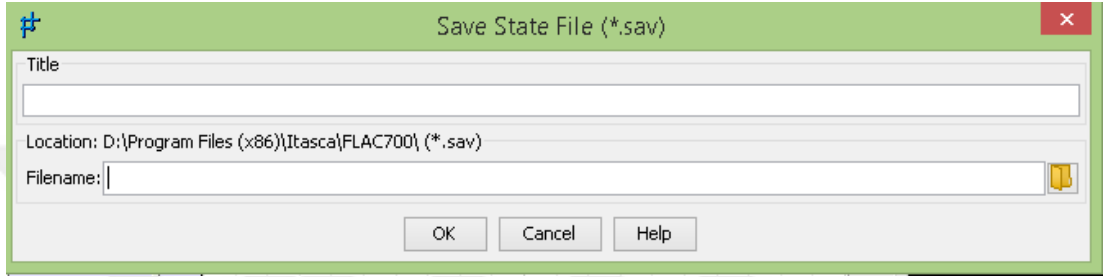 Save State File (*.sav)
Title
Location: D:\Program Files (x86)\Itasca\FLAC700\ (*.sav)
Filename:
OK Cancel Help